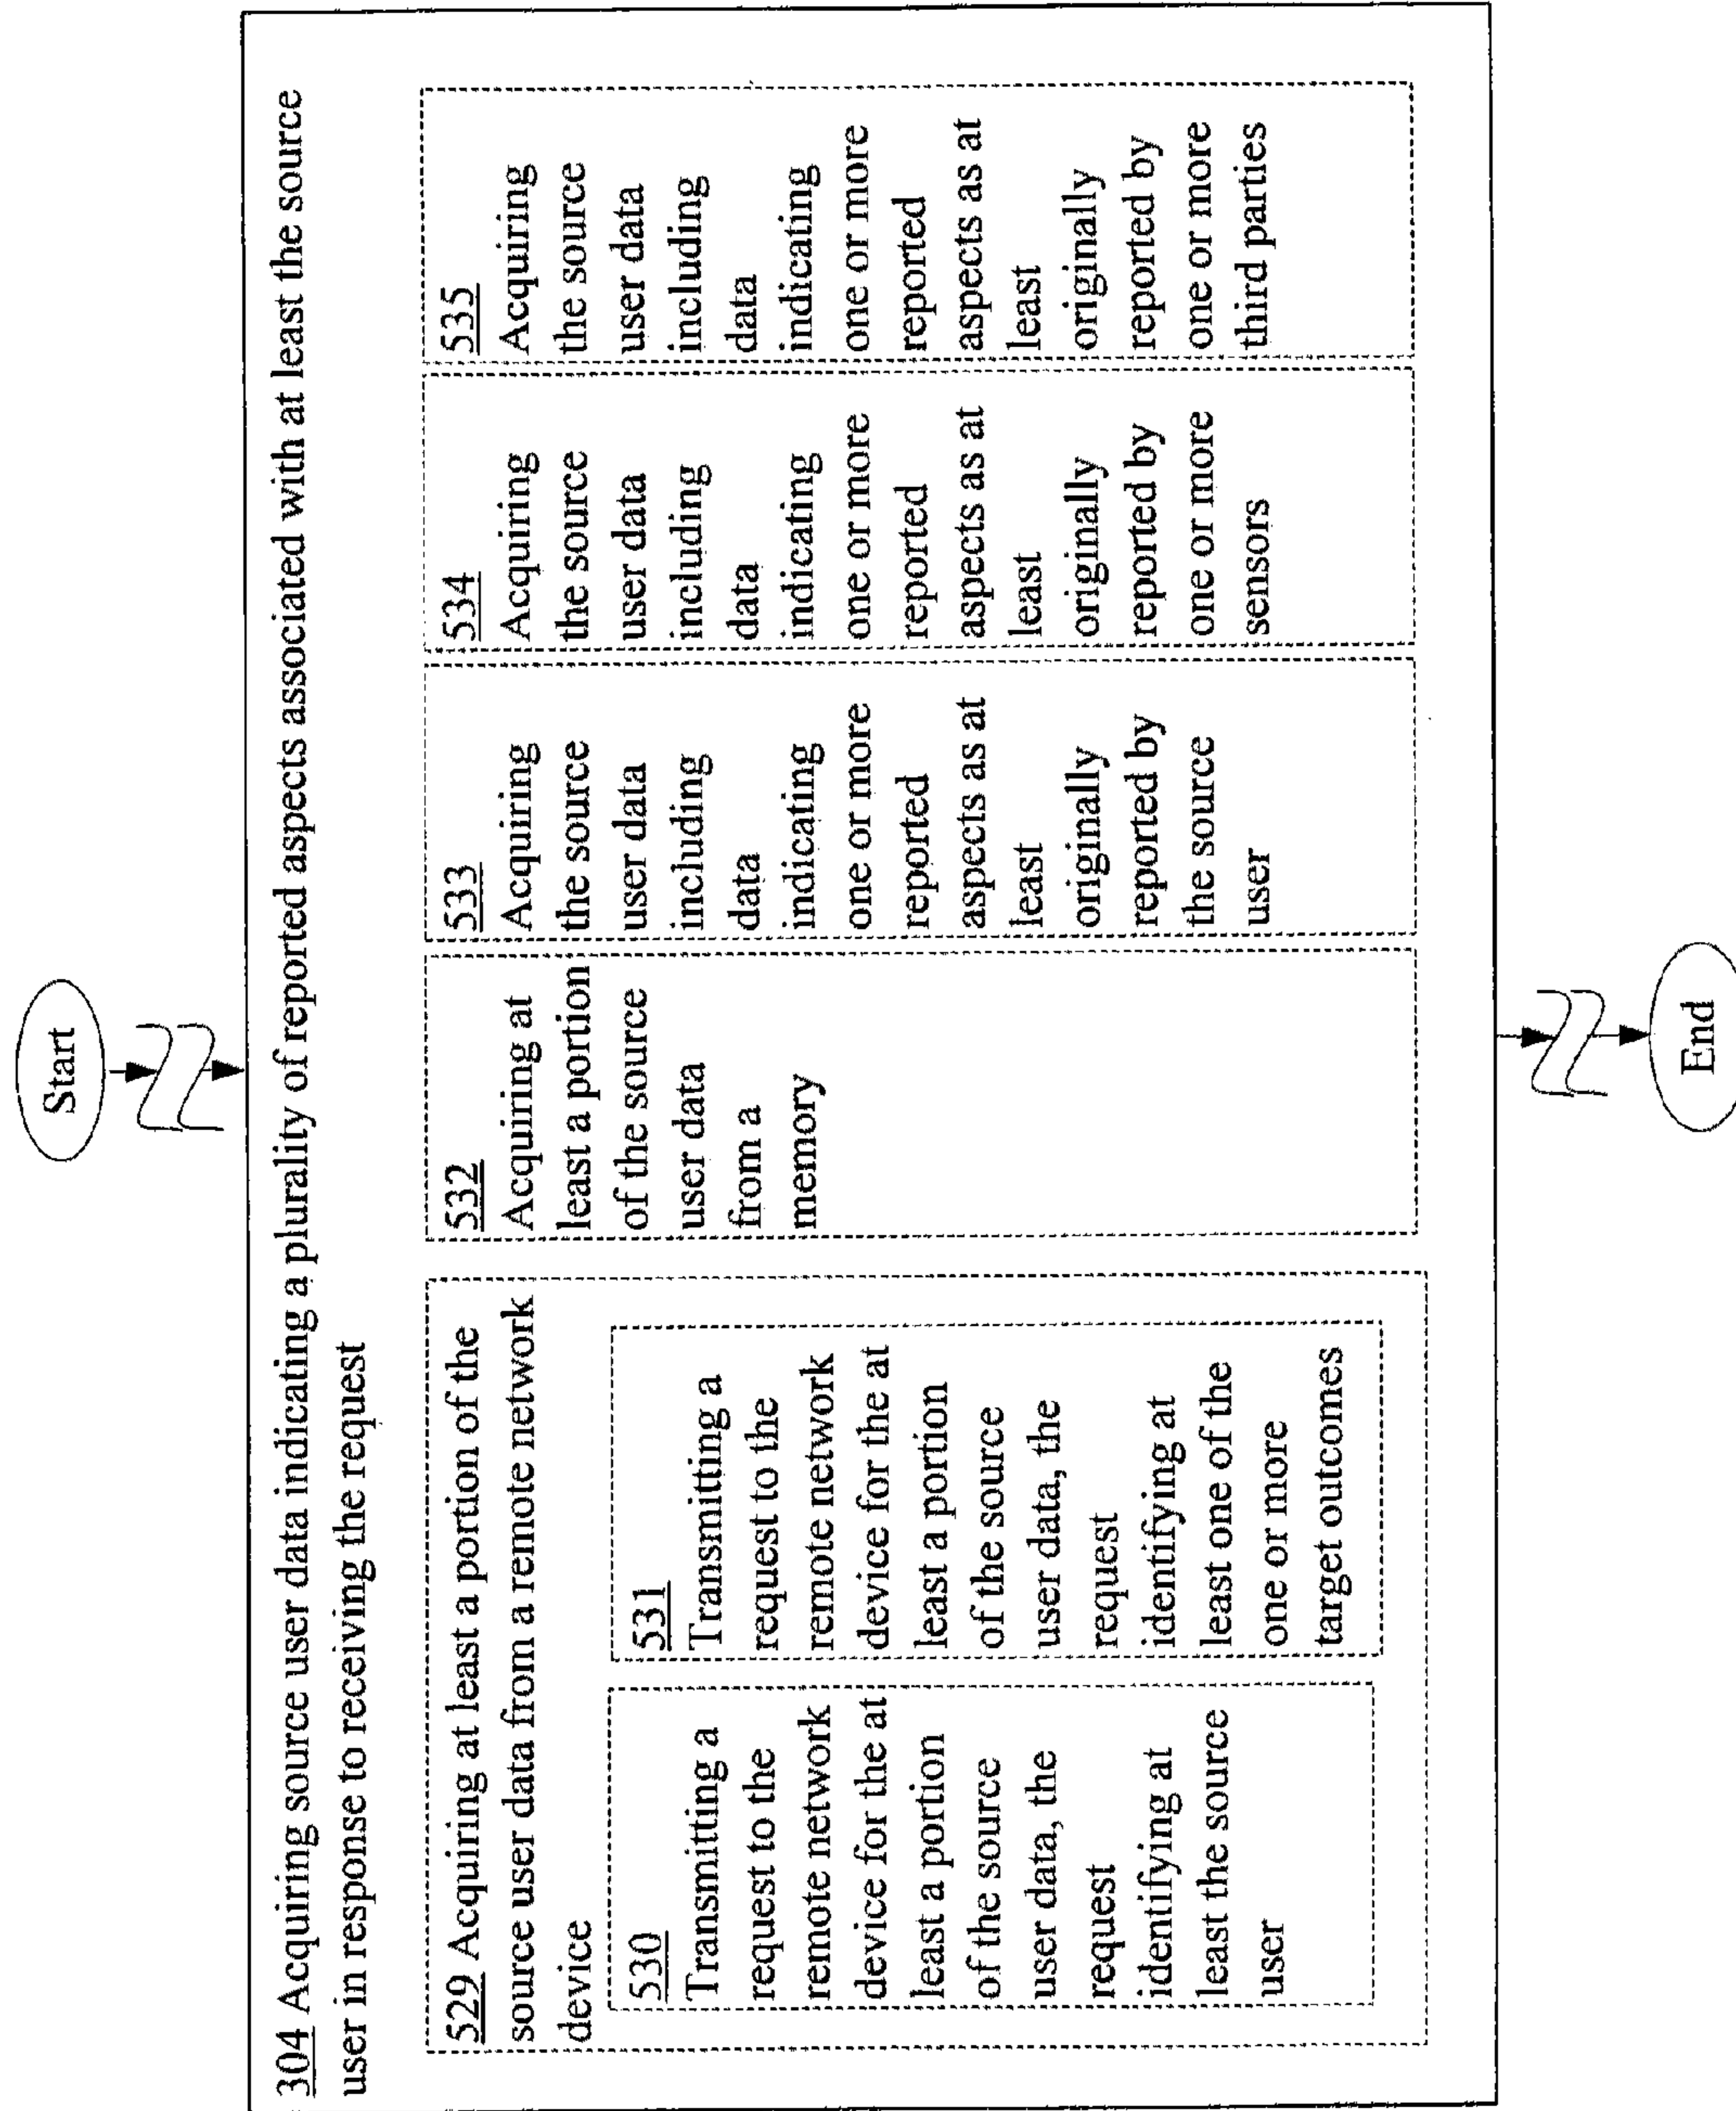 Start
304 Acquiring source user data indicating a plurality of reported aspects associated with at least the source
user in response to receiving the request
529 Acquiring at least a portion of the
source user data from a remote network
device
530
Transmitting a
request to the
remote network
device for the at
least a portion
of the source
user data, the
request
identifying at
least the source
user
531
Transmitting a
request to the
remote network
device for the at
least a portion
of the source
user data, the
request
identifying at
least one of the
one or more
target outcomes
532
Acquiring at
least a portion
of the source
user data
from a
memory
533
Acquiring
the source
user data
including
data
indicating
one or more
reported
aspects as at
least
originally
reported by
the source
user
534
Acquiring
the source
user data
including
data
indicating
one or more
reported
aspects as at
least
originally
reported by
one or more
sensors
535
Acquiring
the source
user data
including
data
indicating
one or more
reported
aspects as at
least
originally
reported by
one or more
third parties
End